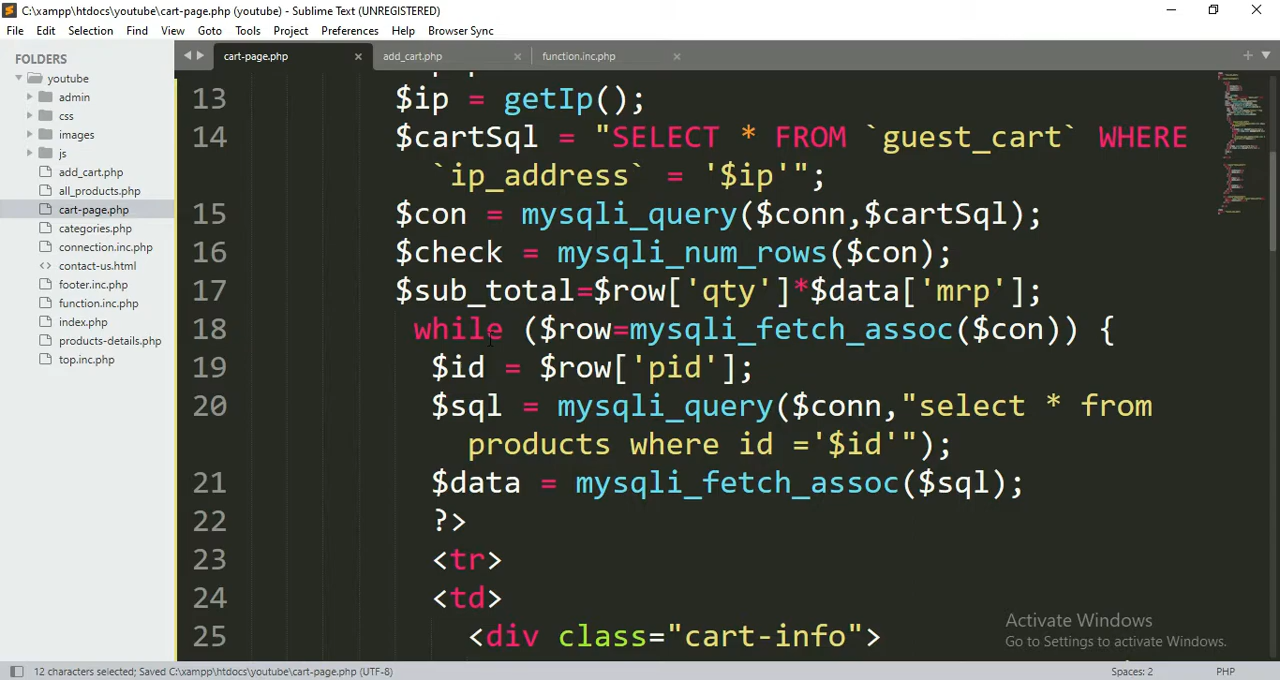 C:\xampp\htdocs\youtube\cart-page.php (youtube) - Sublime Text (UNREGISTERED)
File Edit Selection Find View Goto Tools Project Preferences Help Browser Sync
FOLDERS
youtube
admin
css
images
js
add_cart.php
all_products.php
cart-page.php
categories.php
connection.inc.php
contact-us.html
footer.inc.php
function.inc.php
index.php
products-details.php
top.inc.php
cart-page.php × add_cart.php × function.inc.php ×
13 $ip = getIp();
14 $cartSql = "SELECT * FROM `guest_cart` WHERE
`ip_address` = '$ip'";
15 $con = mysqli_query($conn,$cartSql);
16 $check = mysqli_num_rows($con);
17 $sub_total=$row['qty']*$data['mrp'];
18 while ($row=mysqli_fetch_assoc($con)) {
19 $id = $row['pid'];
20 $sql = mysqli_query($conn,"select * from
products where id ='$id'");
21 $data = mysqli_fetch_assoc($sql);
22 ?>
23 <tr>
24 <td>
25 <div class="cart-info">
Activate Windows
Go to Settings to activate Windows.
12 characters selected; Saved C:\xampp\htdocs\youtube\cart-page.php (UTF-8)
Spaces: 2
PHP